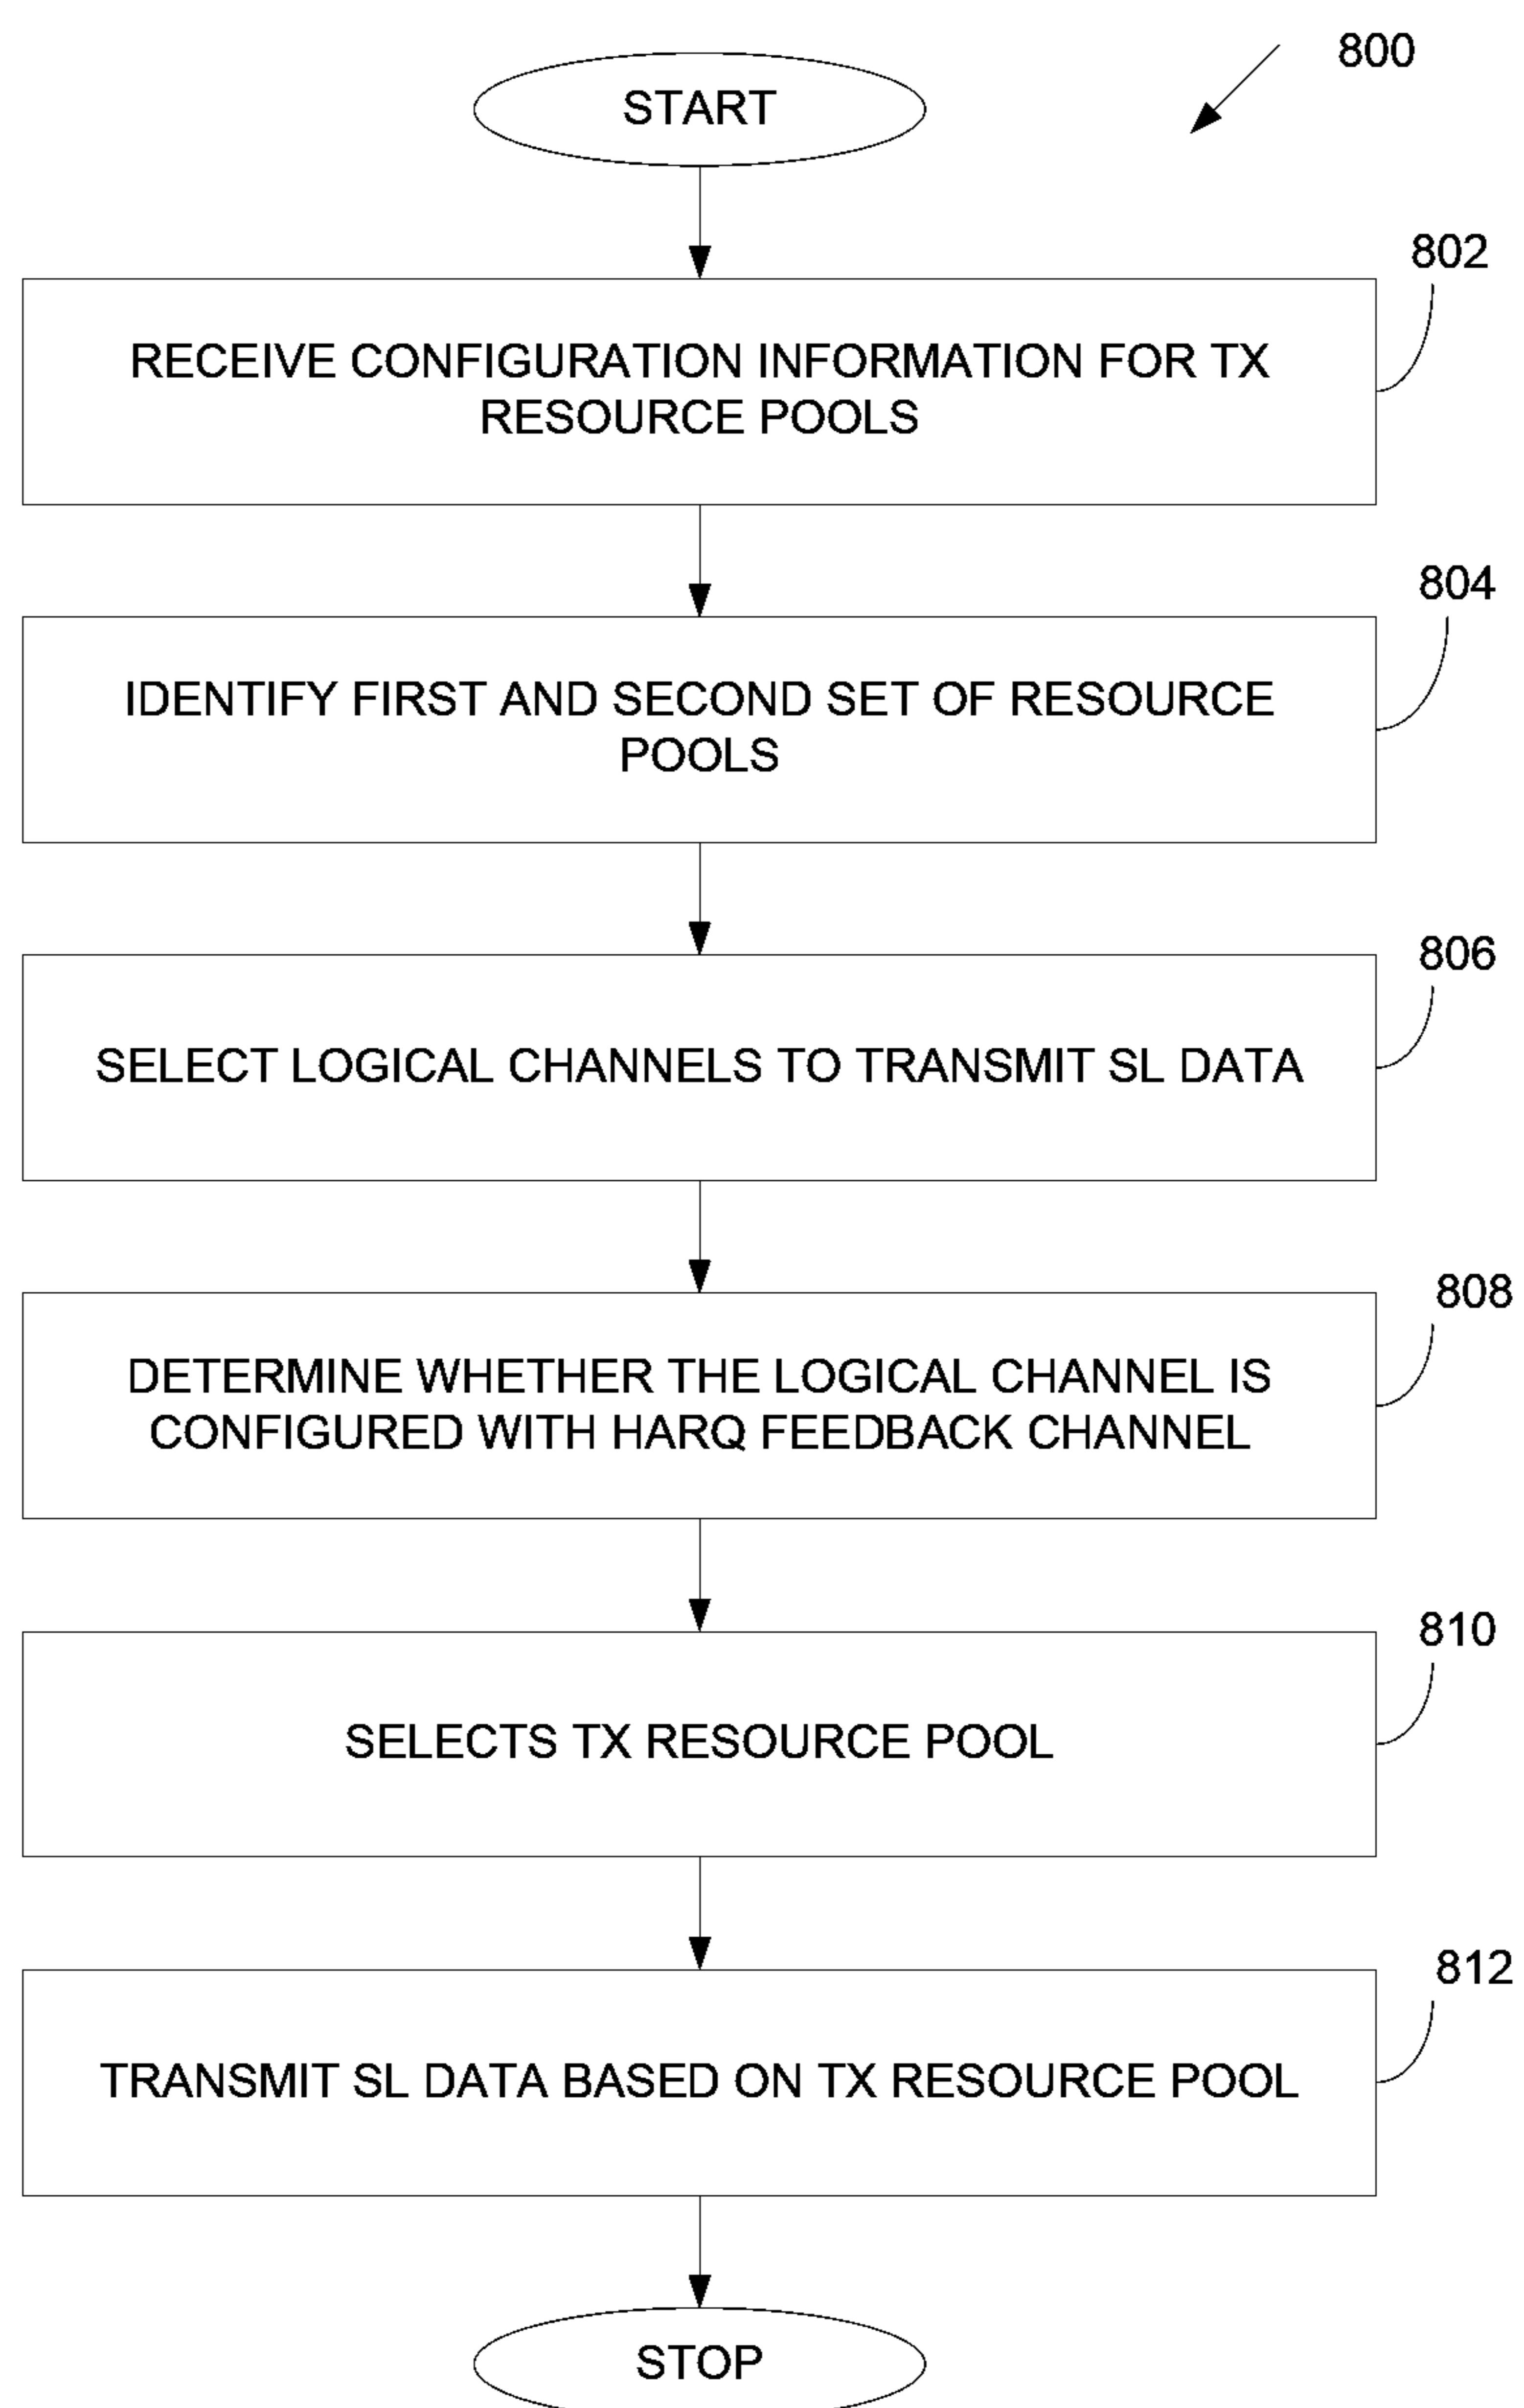 800
START
802
RECEIVE CONFIGURATION INFORMATION FOR TX
RESOURCE POOLS
804
IDENTIFY FIRST AND SECOND SET OF RESOURCE
POOLS
806
SELECT LOGICAL CHANNELS TO TRANSMIT SL DATA
808
DETERMINE WHETHER THE LOGICAL CHANNEL IS
CONFIGURED WITH HARQ FEEDBACK CHANNEL
810
SELECTS TX RESOURCE POOL
812
TRANSMIT SL DATA BASED ON TX RESOURCE POOL
STOP